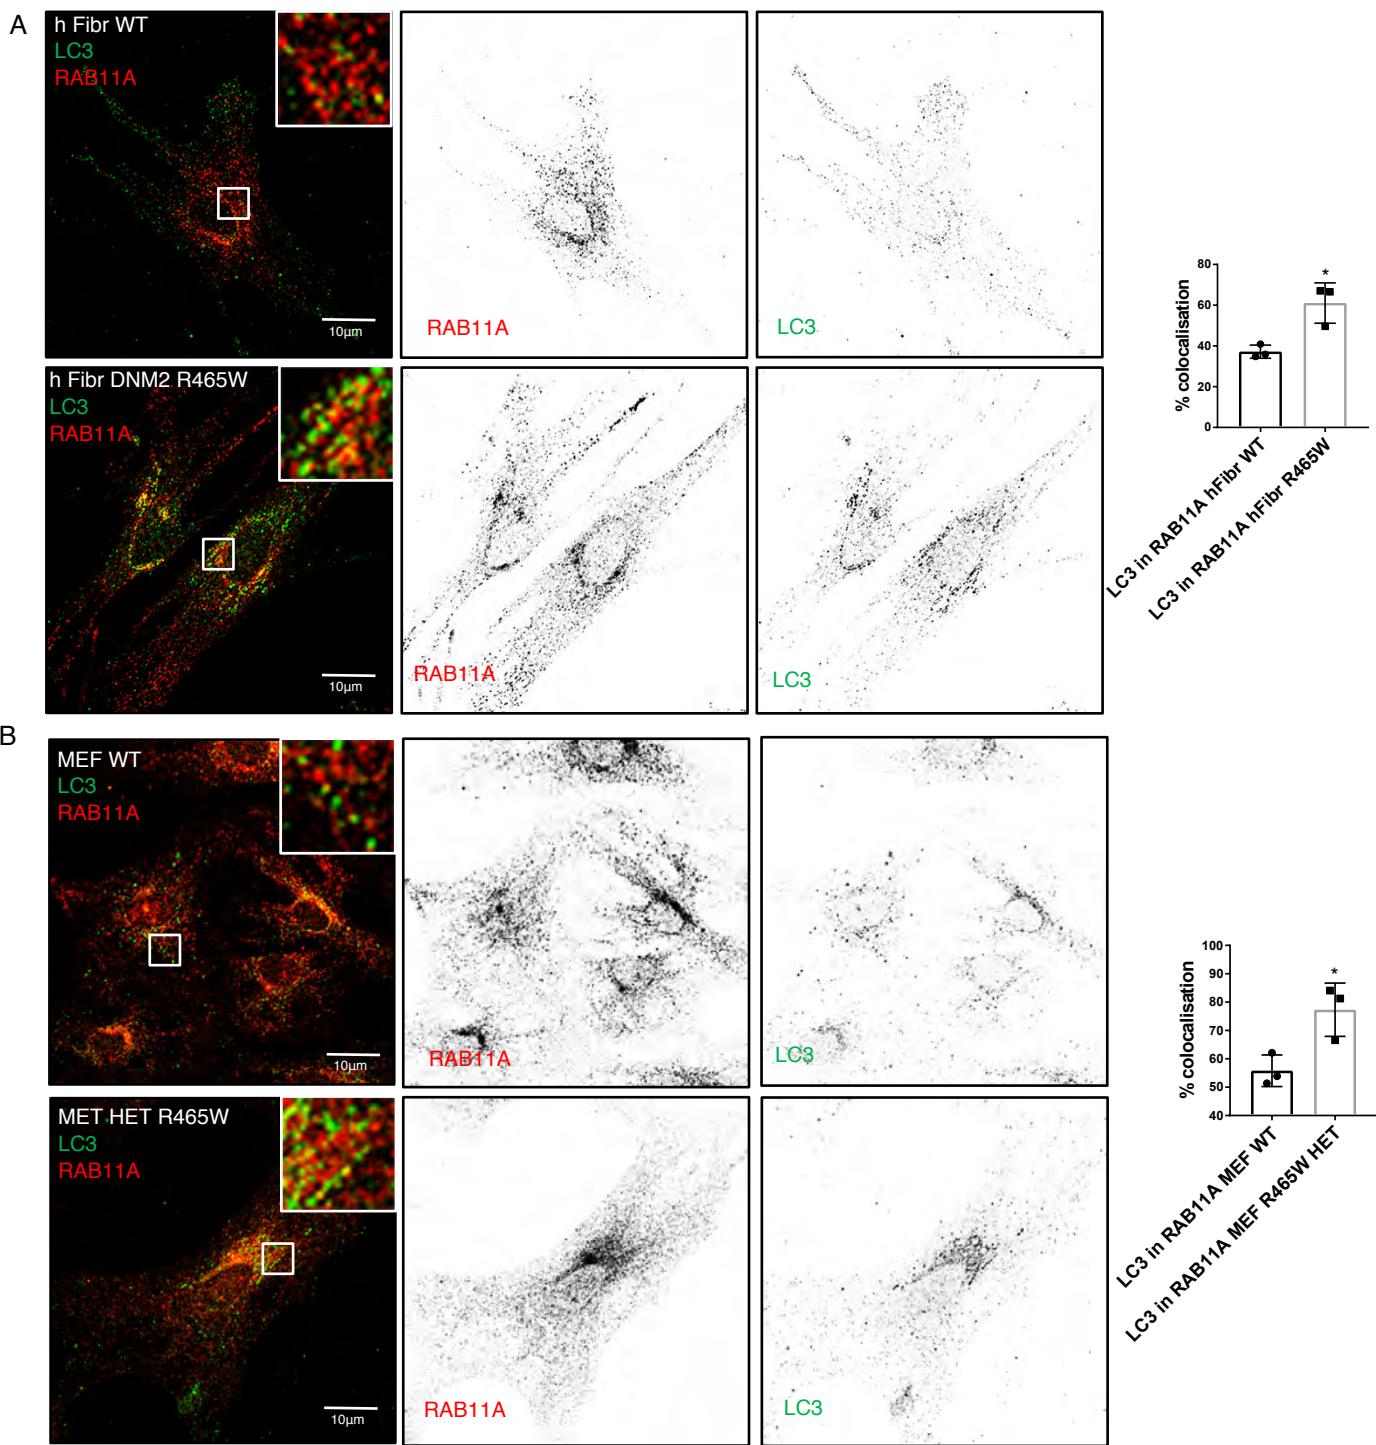 A
h Fibr WT
LC3
RAB11A
10µm
RAB11A
LC3
h Fibr DNM2 R465W
LC3
RAB11A
10µm
RAB11A
LC3
80
60
40
20
0
% colocalisation
*
LC3 in RAB11A hFibr WT
LC3 in RAB11A hFibr R465W
B
MEF WT
LC3
RAB11A
10µm
RAB11A
LC3
MET HET R465W
LC3
RAB11A
10µm
RAB11A
LC3
100
90
80
70
60
50
40
% colocalisation
*
LC3 in RAB11A MEF WT
LC3 in RAB11A MEF R465W HET